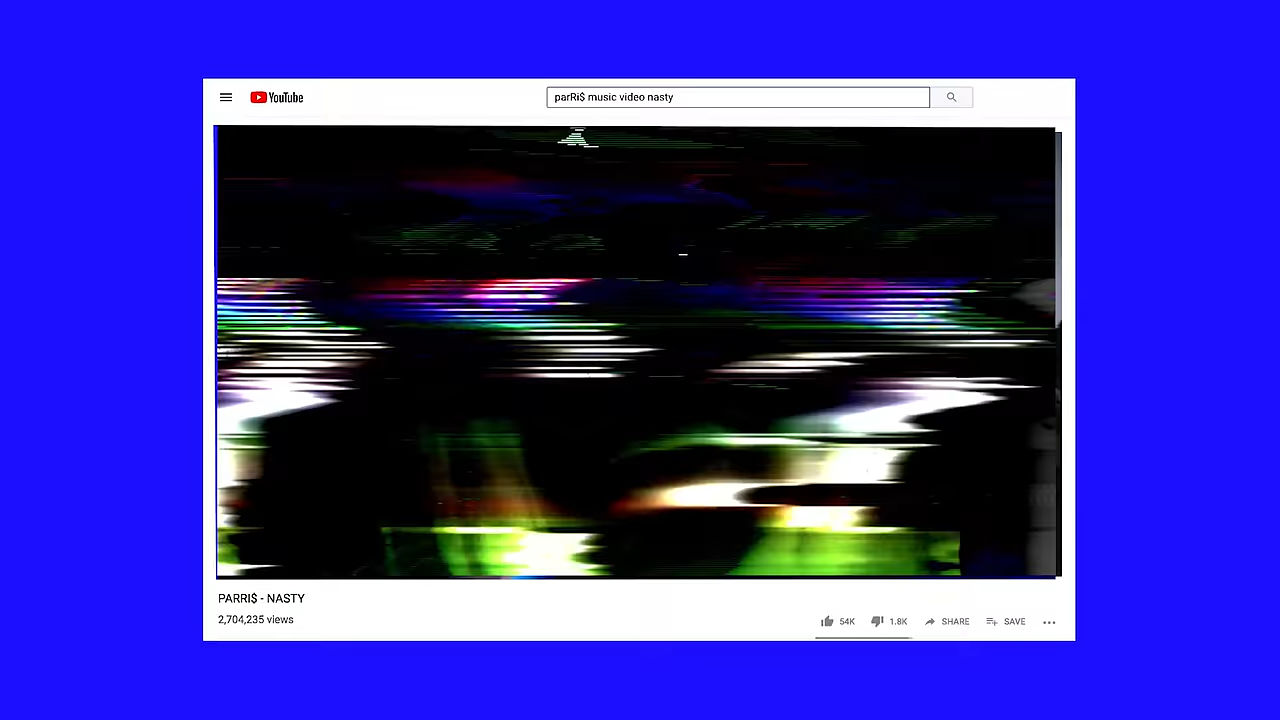 YouTube
parRi$ music video nasty
PARRI$ - NASTY
2,704,235 views
54K
1.8K
SHARE
SAVE